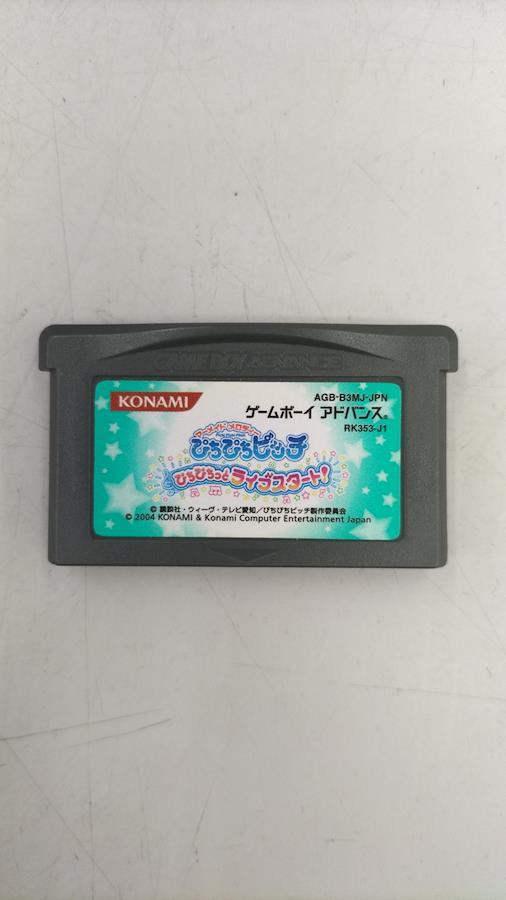 GAME BOY ADVANCE
KONAMI
AGB-B3MJ-JPN
ゲームボーイ アドバンス®
RK353-J1
マーメイド メロディー
ぴちぴちピッチ
ぴちぴちっと ライブスタート!
© 講談社・ウィーヴ・テレビ愛知/ぴちぴちピッチ製作委員会
© 2004 KONAMI & Konami Computer Entertainment Japan